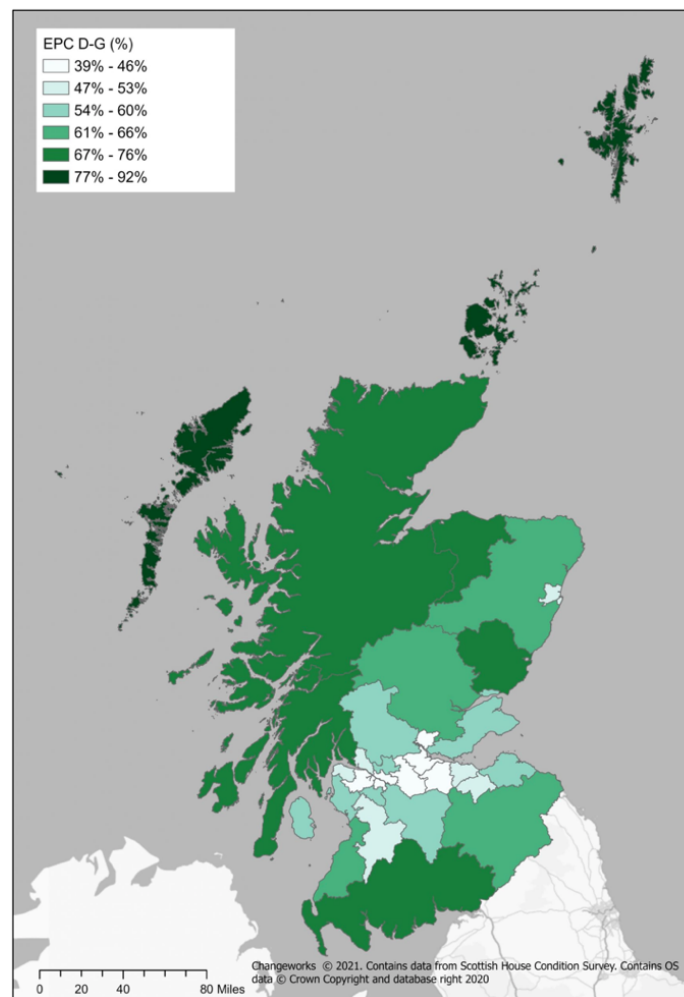 EPC D-G (%)
39% - 46%
47% - 53%
54% - 60%
61% - 66%
67% - 76%
77% - 92%
Changeworks © 2021. Contains data from Scottish House Condition Survey. Contains OS
data © Crown Copyright and database right 2020
0 20 40 80 Miles